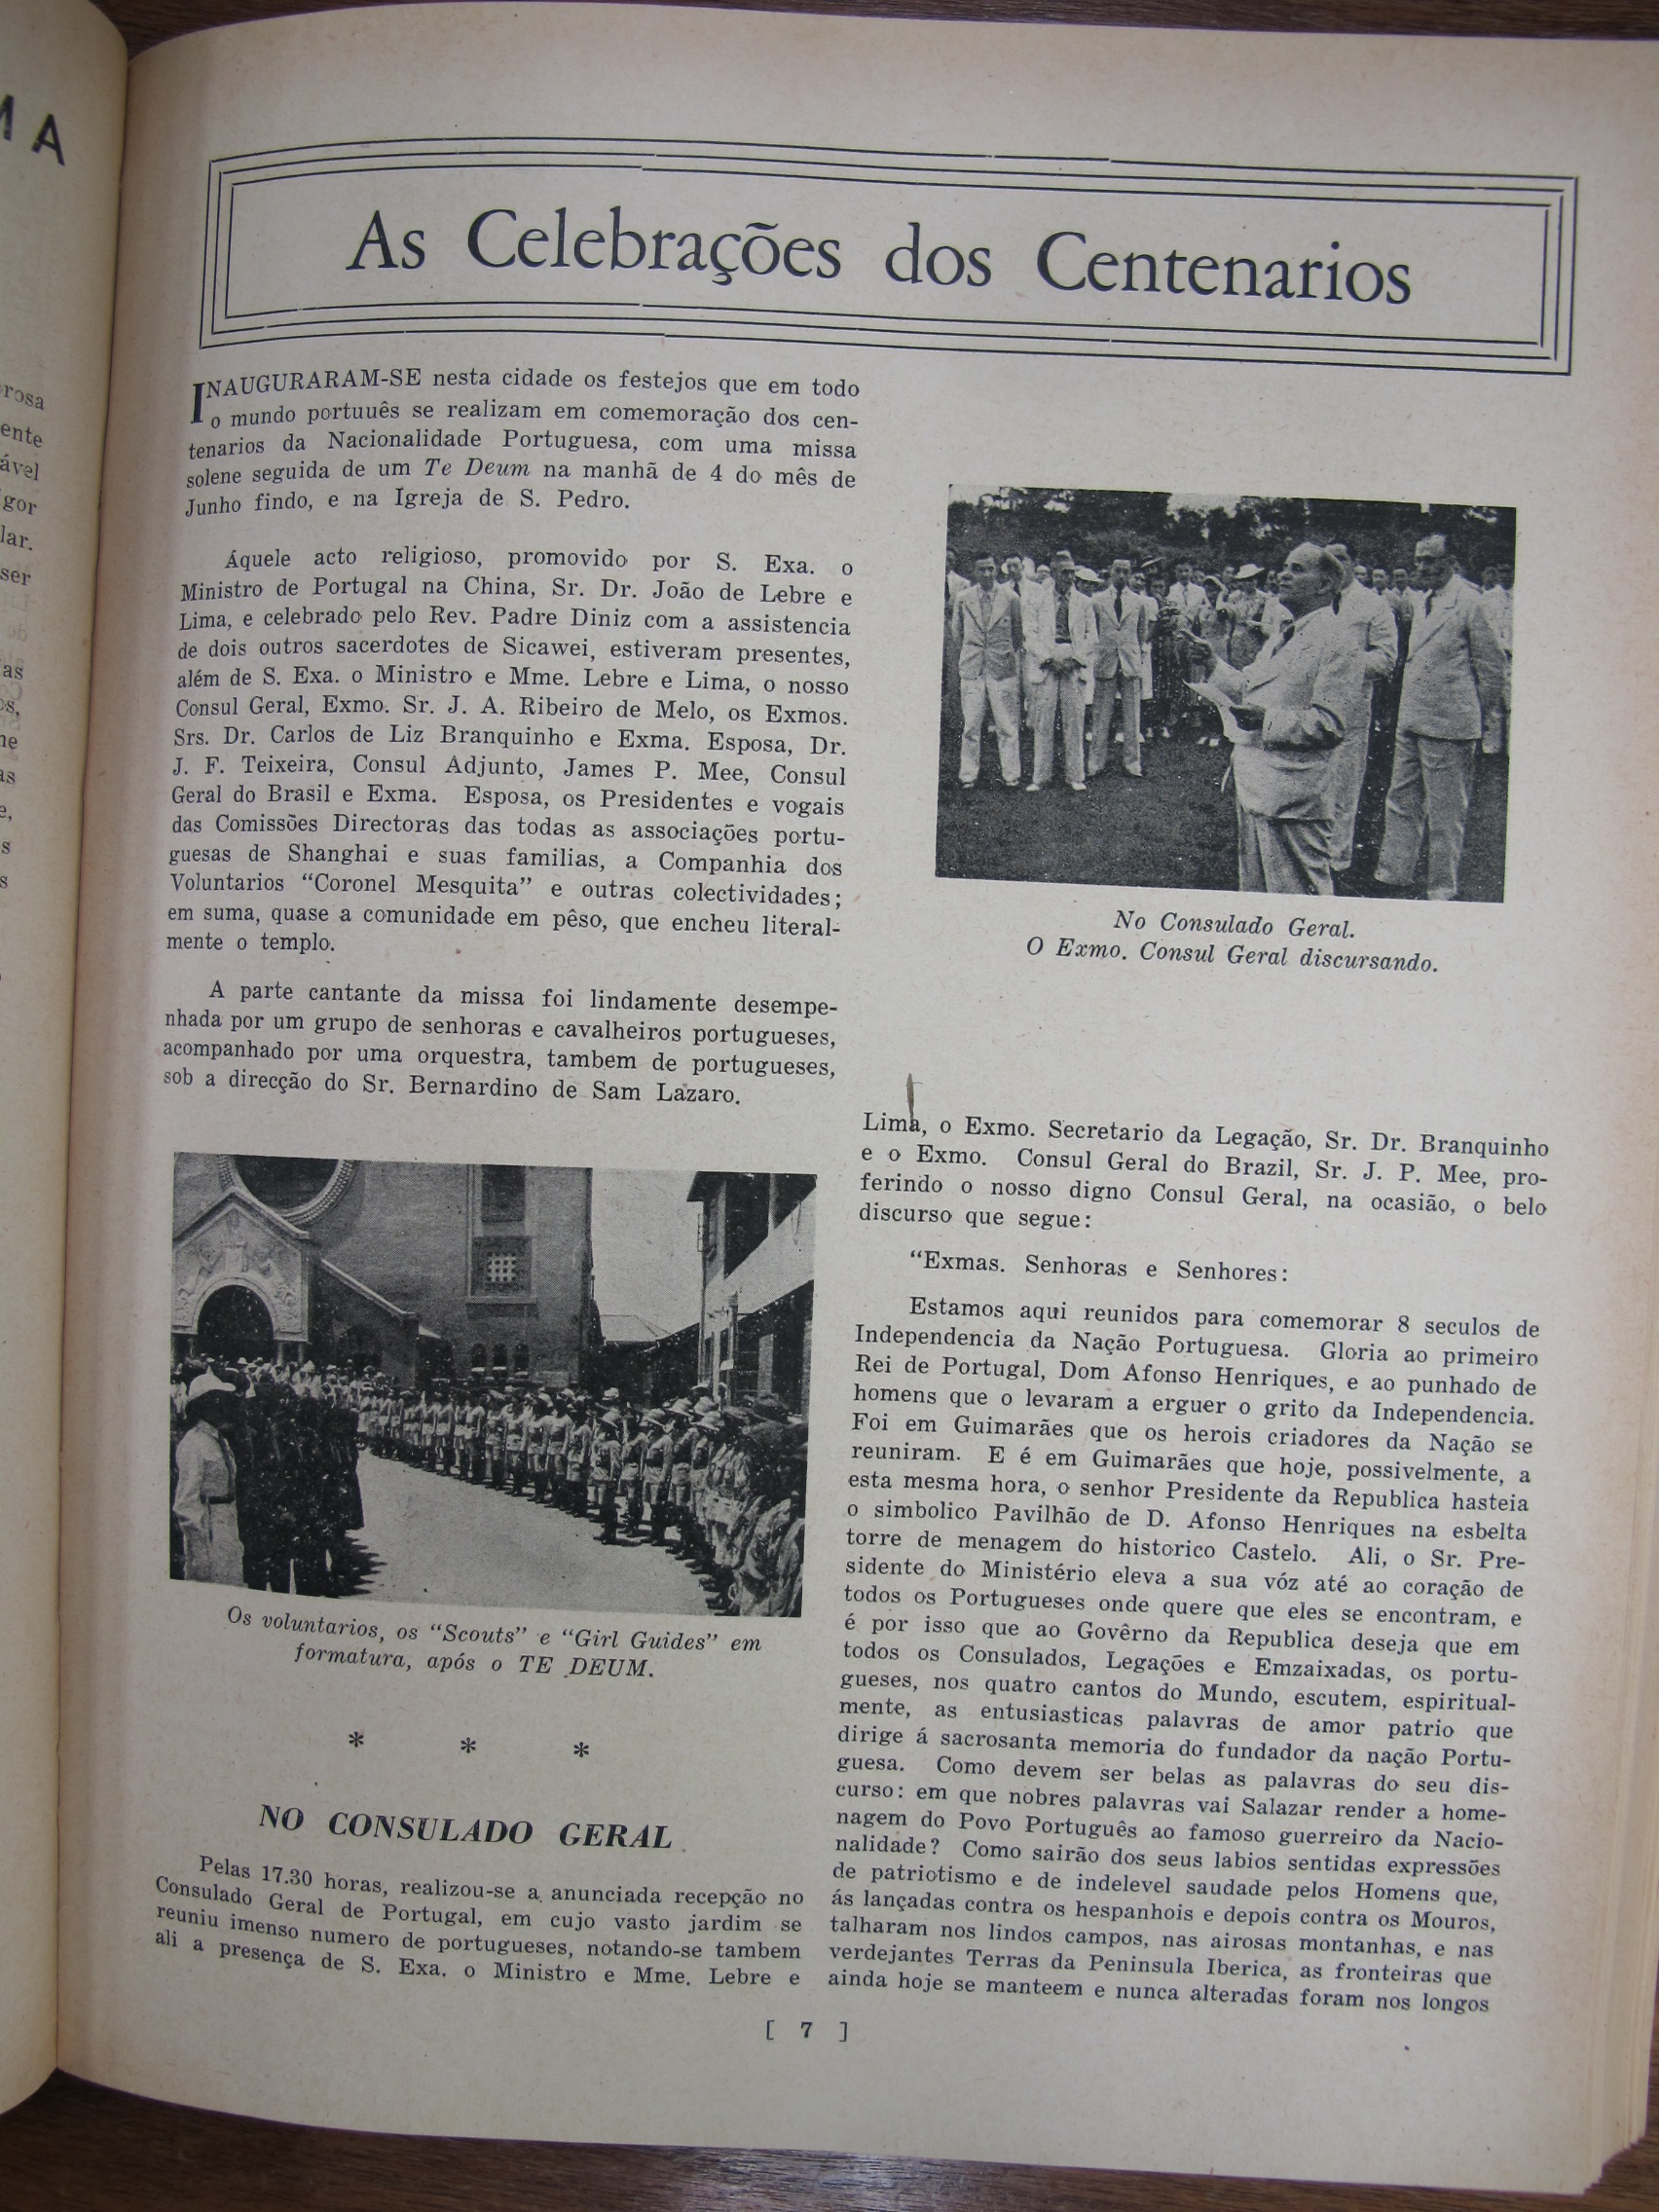 As Celebrações dos Centenarios
INAUGURARAM-SE nesta cidade os festejos que em todo
o mundo portuuês se realizam em comemoração dos cen-
tenarios da Nacionalidade Portuguesa, com uma missa
solene seguida de um Te Deum na manhã de 4 do mês de
Junho findo, e na Igreja de S. Pedro.
Áquele acto religioso, promovido por S. Exa. o
Ministro de Portugal na China, Sr. Dr. João de Lebre e
Lima, e celebrado pelo Rev. Padre Diniz com a assistencia
de dois outros sacerdotes de Sicawei, estiveram presentes,
além de S. Exa. o Ministro e Mme. Lebre e Lima, o nosso
Consul Geral, Exmo. Sr. J. A. Ribeiro de Melo, os Exmos.
Srs. Dr. Carlos de Liz Branquinho e Exma. Esposa, Dr.
J. F. Teixeira, Consul Adjunto, James P. Mee, Consul
Geral do Brasil e Exma. Esposa, os Presidentes e vogais
das Comissões Directoras das todas as associações portu-
guesas de Shanghai e suas familias, a Companhia dos
Voluntarios "Coronel Mesquita" e outras colectividades;
em suma, quase a comunidade em pêso, que encheu literal-
mente o templo.
A parte cantante da missa foi lindamente desempe-
nhada por um grupo de senhoras e cavalheiros portugueses,
acompanhado por uma orquestra, tambem de portugueses,
sob a direcção do Sr. Bernardino de Sam Lazaro.
Os voluntarios, os "Scouts" e "Girl Guides" em
formatura, após o TE DEUM.
* * *
NO CONSULADO GERAL
Pelas 17.30 horas, realizou-se a anunciada recepção no
Consulado Geral de Portugal, em cujo vasto jardim se
reuniu imenso numero de portugueses, notando-se tambem
ali a presença de S. Exa. o Ministro e Mme. Lebre e
No Consulado Geral.
O Exmo. Consul Geral discursando.
Lima, o Exmo. Secretario da Legação, Sr. Dr. Branquinho
e o Exmo. Consul Geral do Brazil, Sr. J. P. Mee, pro-
ferindo o nosso digno Consul Geral, na ocasião, o belo
discurso que segue:
"Exmas. Senhoras e Senhores:
Estamos aqui reunidos para comemorar 8 seculos de
Independencia da Nação Portuguesa. Gloria ao primeiro
Rei de Portugal, Dom Afonso Henriques, e ao punhado de
homens que o levaram a erguer o grito da Independencia.
Foi em Guimarães que os herois criadores da Nação se
reuniram. E é em Guimarães que hoje, possivelmente, a
esta mesma hora, o senhor Presidente da Republica hasteia
o simbolico Pavilhão de D. Afonso Henriques na esbelta
torre de menagem do historico Castelo. Ali, o Sr. Pre-
sidente do Ministério eleva a sua vóz até ao coração de
todos os Portugueses onde quere que eles se encontram, e
é por isso que ao Govêrno da Republica deseja que em
todos os Consulados, Legações e Emzaixadas, os portu-
gueses, nos quatro cantos do Mundo, escutem, espiritual-
mente, as entusiasticas palavras de amor patrio que
dirige á sacrosanta memoria do fundador da nação Portu-
guesa. Como devem ser belas as palavras do seu dis-
curso: em que nobres palavras vai Salazar render a home-
nagem do Povo Português ao famoso guerreiro da Nacio-
nalidade? Como sairão dos seus labios sentidas expressões
de patriotismo e de indelevel saudade pelos Homens que,
ás lançadas contra os hespanhois e depois contra os Mouros,
talharam nos lindos campos, nas airosas montanhas, e nas
verdejantes Terras da Peninsula Iberica, as fronteiras que
ainda hoje se manteem e nunca alteradas foram nos longos
[ 7 ]